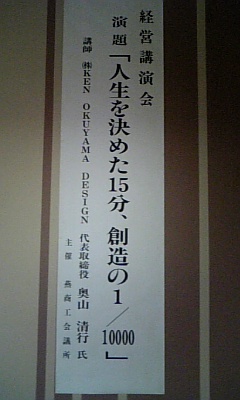 経営講演会
演題「人生を決めた15分、創造の1/10000」
講師 ㈱KEN OKUYAMA DESIGN 代表取締役 奥山 清行 氏
主催 燕商工会議所